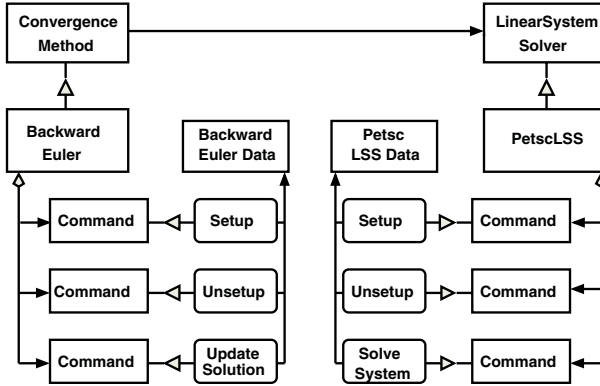 Convergence
Method
LinearSystem
Solver
Backward
Euler
Backward
Euler Data
Petsc
LSS Data
PetscLSS
Command
Setup
Setup
Command
Command
Unsetup
Unsetup
Command
Command
Update
Solution
Solve
System
Command